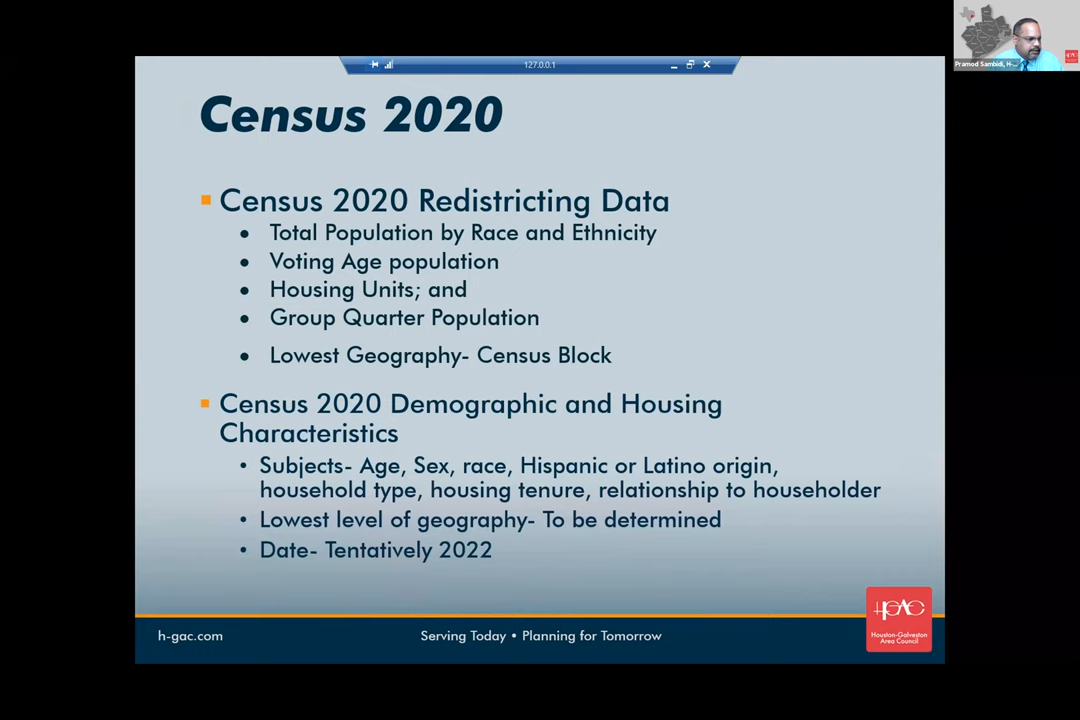 127.0.0.1
Pramod Sambidi, H-...
Census 2020
Census 2020 Redistricting Data
Total Population by Race and Ethnicity
Voting Age population
Housing Units; and
Group Quarter Population
Lowest Geography- Census Block
Census 2020 Demographic and Housing
Characteristics
Subjects- Age, Sex, race, Hispanic or Latino origin,
household type, housing tenure, relationship to householder
Lowest level of geography- To be determined
Date- Tentatively 2022
h-gac.com
Serving Today • Planning for Tomorrow
HGAC
Houston-Galveston
Area Council